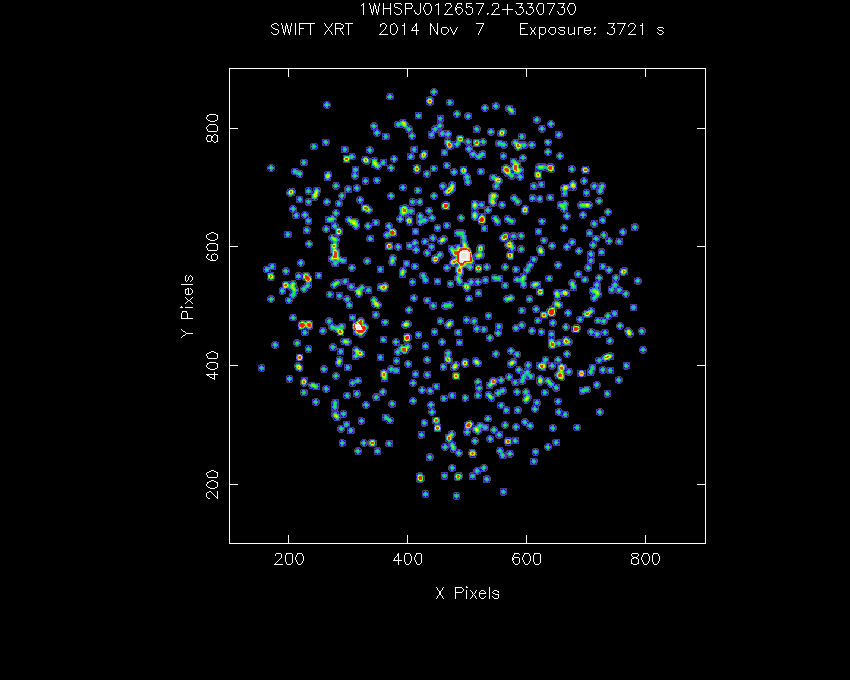 1WHSPJ012657.2+330730
SWIFT XRT 2014 Nov 7 Exposure: 3721 s
800
600
400
200
Y Pixels
200 400 600 800
X Pixels